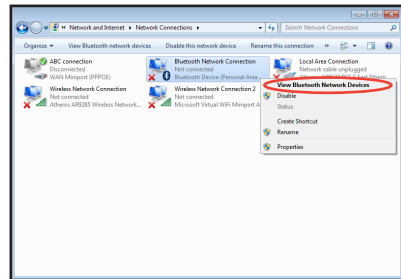 « Network and Internet ▸ Network Connections ▸
Search Network Connections
Organize
View Bluetooth network devices
Disable this network device
Rename this connection
»
ABC connection
Disconnected
WAN Miniport (PPPOE)
Bluetooth Network Connection
Not connected
Bluetooth Device (Personal Area...
Local Area Connection
Network cable unplugged
Wireless Network Connection
Not connected
Atheros AR9285 Wireless Network...
Wireless Network Connection 2
Not connected
Microsoft Virtual WiFi Miniport A
View Bluetooth Network Devices
Disable
Status
Create Shortcut
Rename
Properties